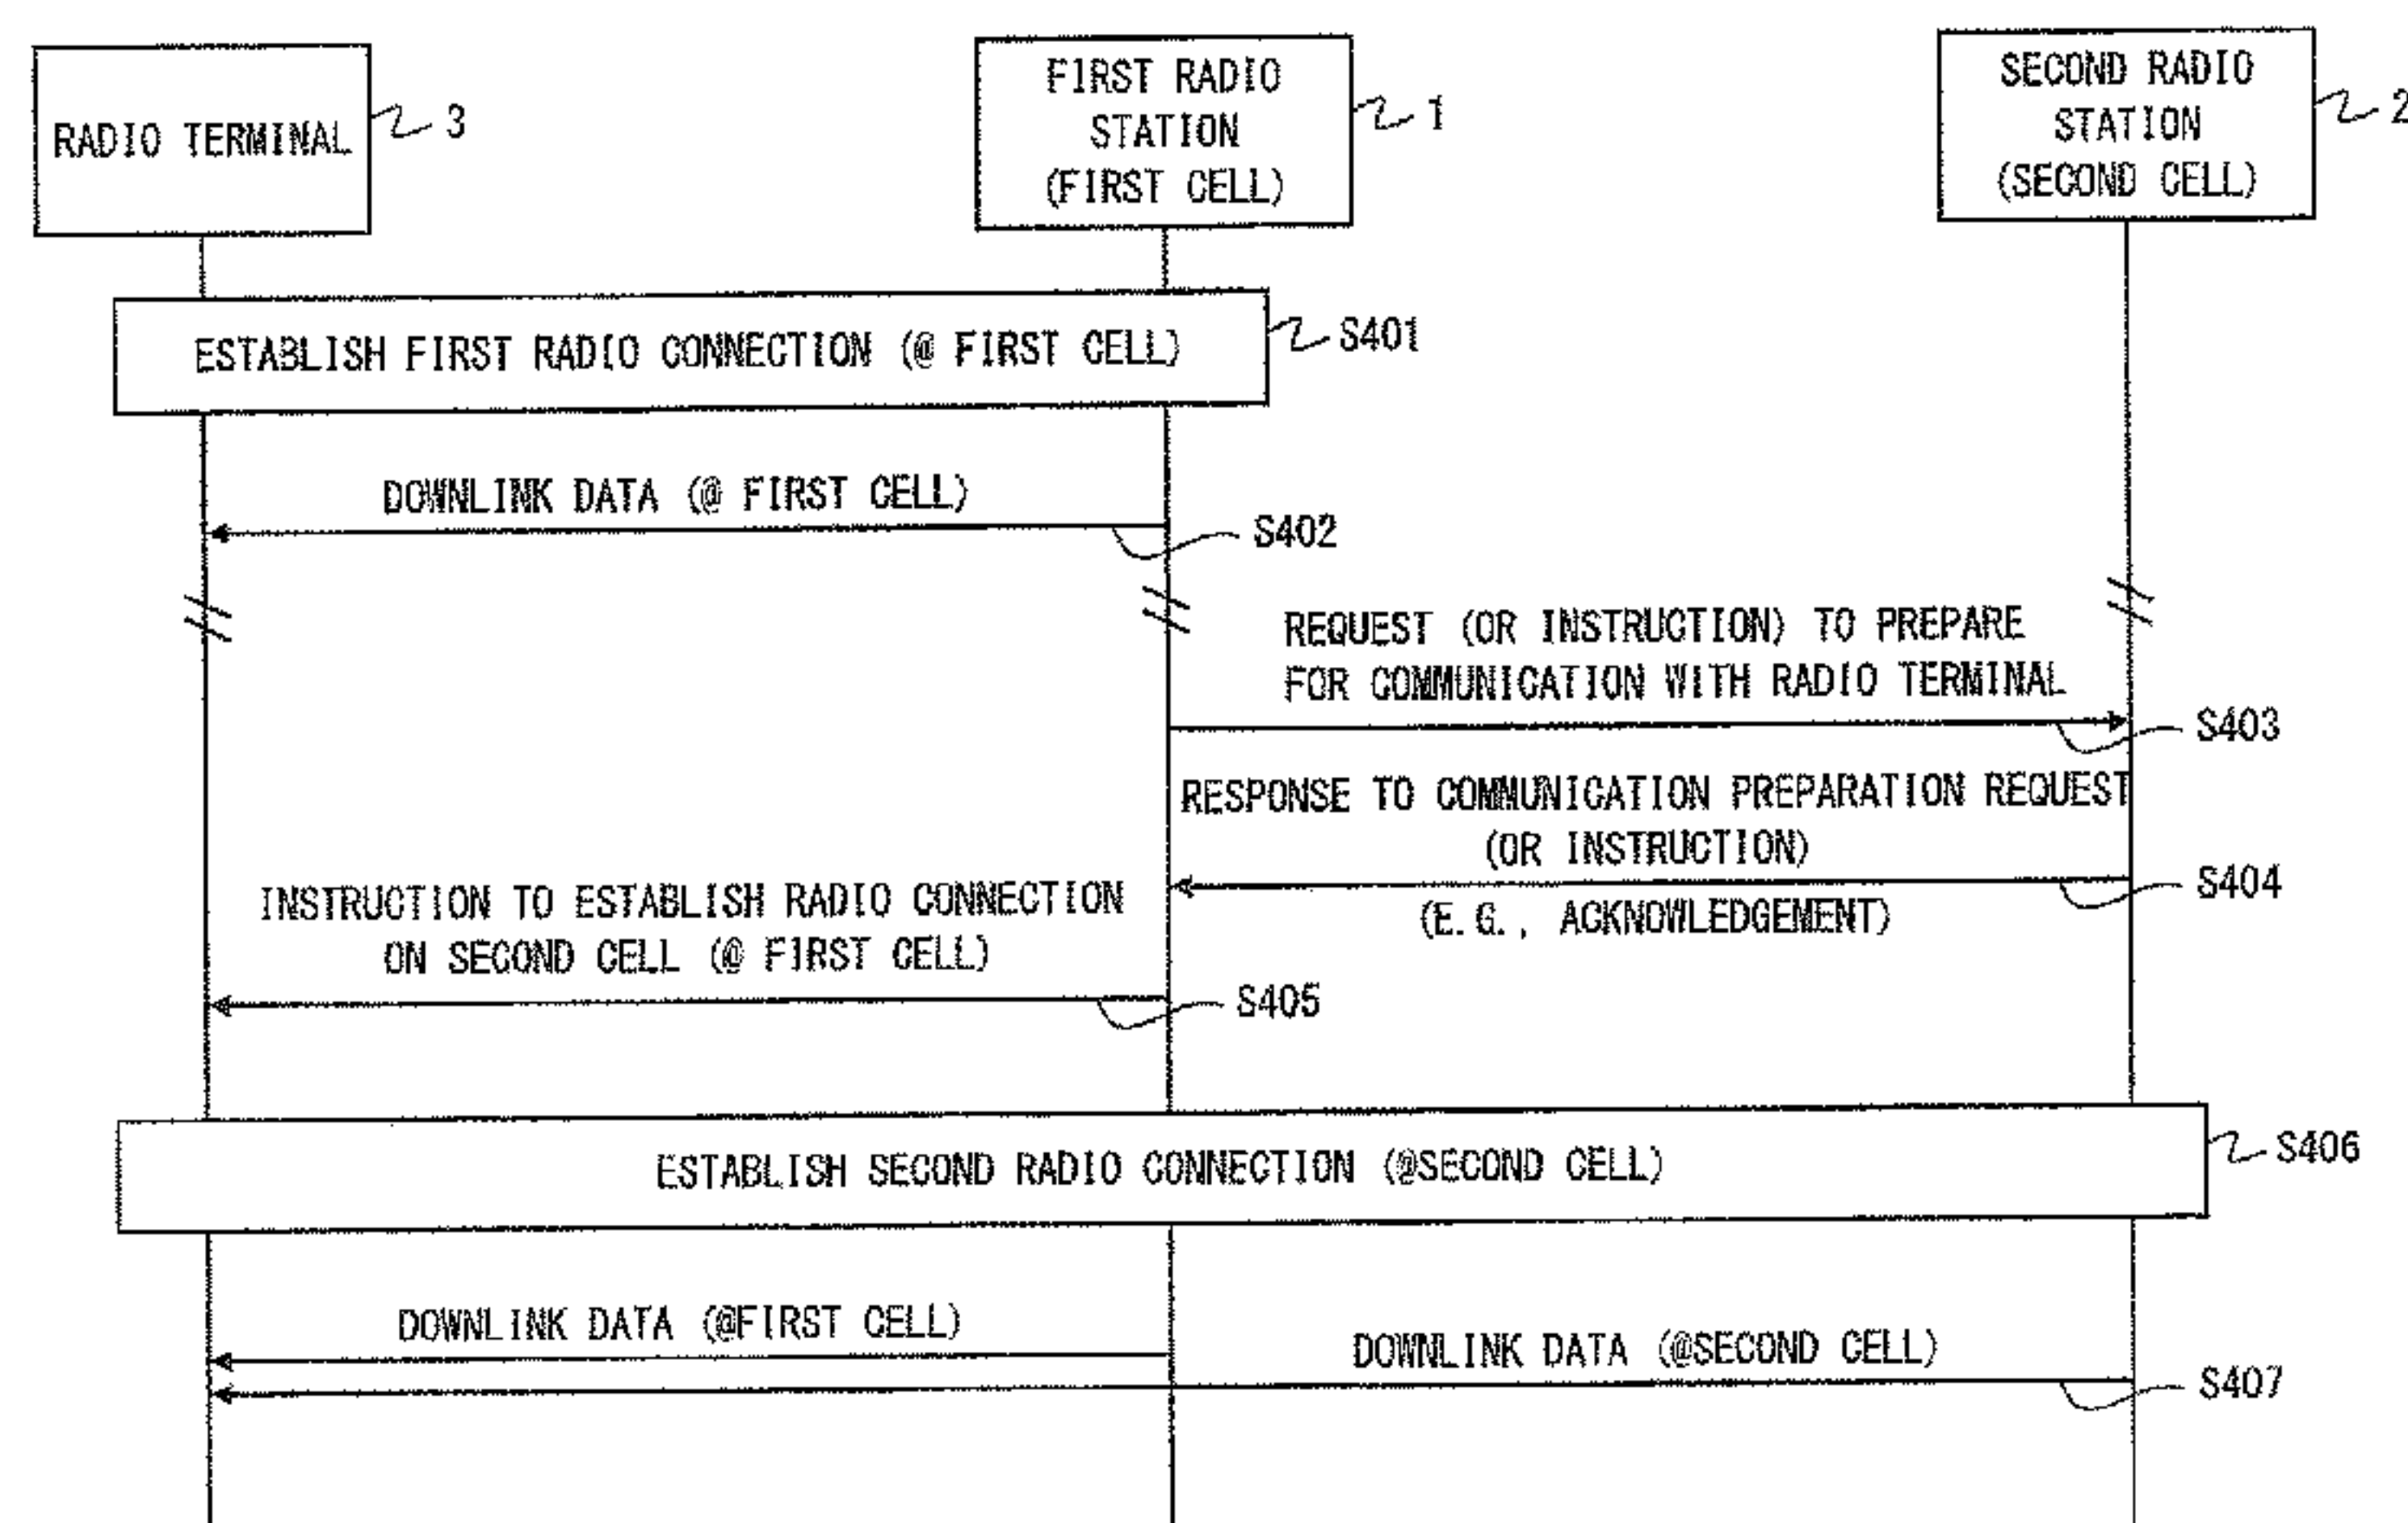 RADIO TERMINAL
3
FIRST RADIO
STATION
(FIRST CELL)
1
SECOND RADIO
STATION
(SECOND CELL)
2
ESTABLISH FIRST RADIO CONNECTION (@ FIRST CELL)
S401
DOWNLINK DATA (@ FIRST CELL)
S402
REQUEST (OR INSTRUCTION) TO PREPARE
FOR COMMUNICATION WITH RADIO TERMINAL
S403
RESPONSE TO COMMUNICATION PREPARATION REQUEST
(OR INSTRUCTION)
S404
(E.G., ACKNOWLEDGEMENT)
INSTRUCTION TO ESTABLISH RADIO CONNECTION
ON SECOND CELL (@ FIRST CELL)
S405
ESTABLISH SECOND RADIO CONNECTION (@SECOND CELL)
S406
DOWNLINK DATA (@FIRST CELL)
DOWNLINK DATA (@SECOND CELL)
S407